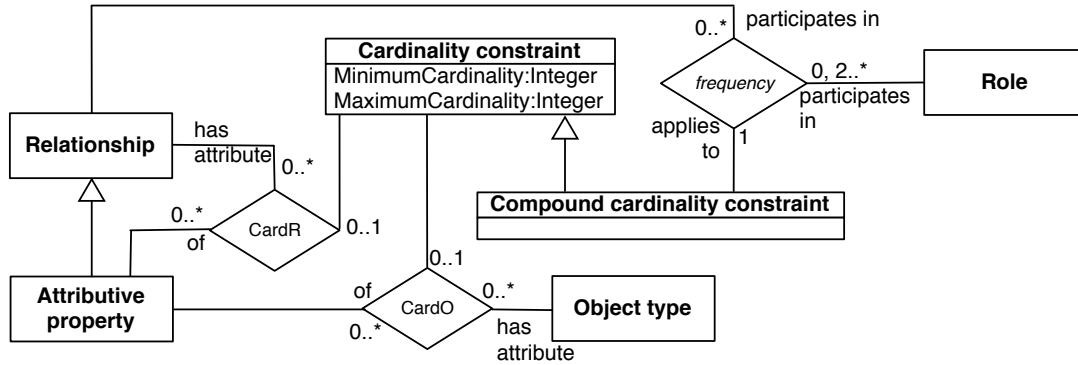 participates in
0..*
Cardinality constraint
MinimumCardinality:Integer
MaximumCardinality:Integer
frequency
0, 2..*
participates
in
Role
Relationship
has
attribute
0..*
applies
to
1
Compound cardinality constraint
0..*
of
CardR
0..1
0..1
Attributive
property
of
0..*
CardO
0..*
has
attribute
Object type